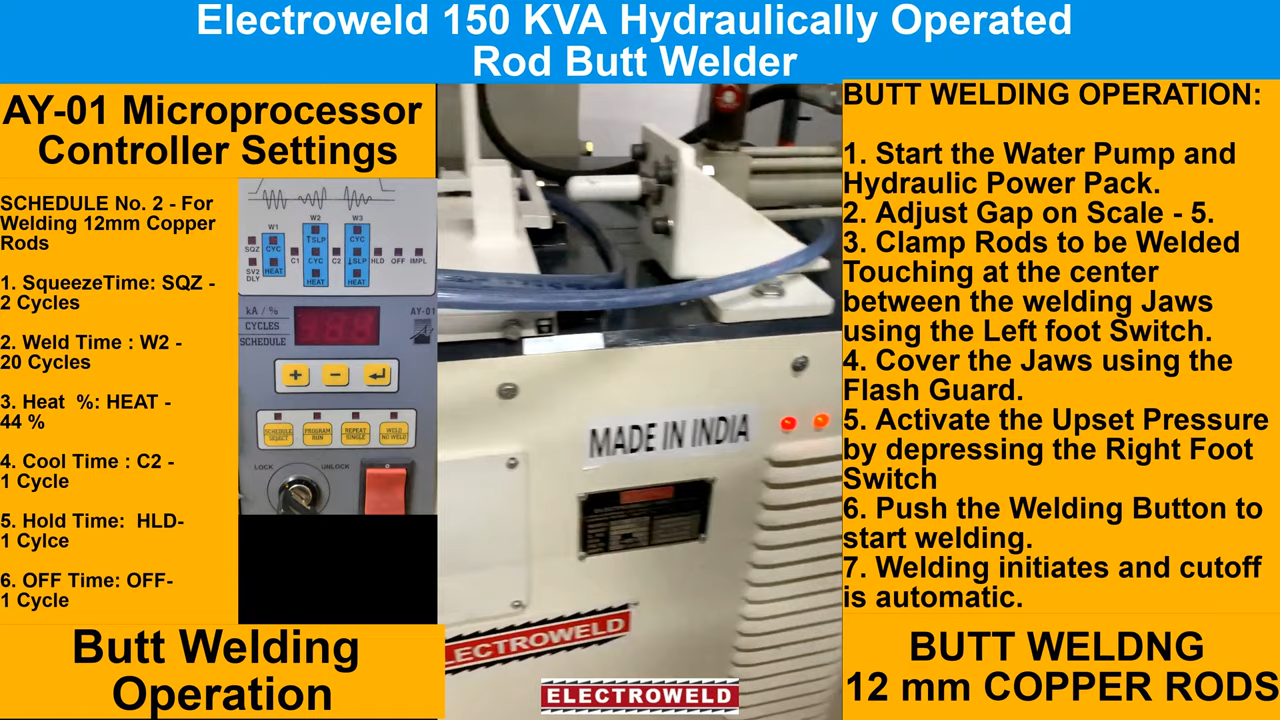 Electroweld 150 KVA Hydraulically Operated
Rod Butt Welder
AY-01 Microprocessor
Controller Settings
SCHEDULE No. 2 - For
Welding 12mm Copper
Rods
1. SqueezeTime: SQZ -
2 Cycles
2. Weld Time : W2 -
20 Cycles
3. Heat %: HEAT -
44 %
4. Cool Time : C2 -
1 Cycle
5. Hold Time: HLD-
1 Cylce
6. OFF Time: OFF-
1 Cycle
Butt Welding
Operation
W1 W2 W3
CYC ↑SLP CYC
SQZ C1 CYC C2 ↓SLP HLD OFF IMPL
SV2 HEAT HEAT HEAT
DLY
kA / %
CYCLES
SCHEDULE
AY-01
+ −
SCHEDULE PROGRAM REPEAT WELD
SELECT RUN SINGLE NO WELD
LOCK UNLOCK
MADE IN INDIA
ECTROWELD
ELECTROWELD
BUTT WELDING OPERATION:
1. Start the Water Pump and
Hydraulic Power Pack.
2. Adjust Gap on Scale - 5.
3. Clamp Rods to be Welded
Touching at the center
between the welding Jaws
using the Left foot Switch.
4. Cover the Jaws using the
Flash Guard.
5. Activate the Upset Pressure
by depressing the Right Foot
Switch
6. Push the Welding Button to
start welding.
7. Welding initiates and cutoff
is automatic.
BUTT WELDNG
12 mm COPPER RODS